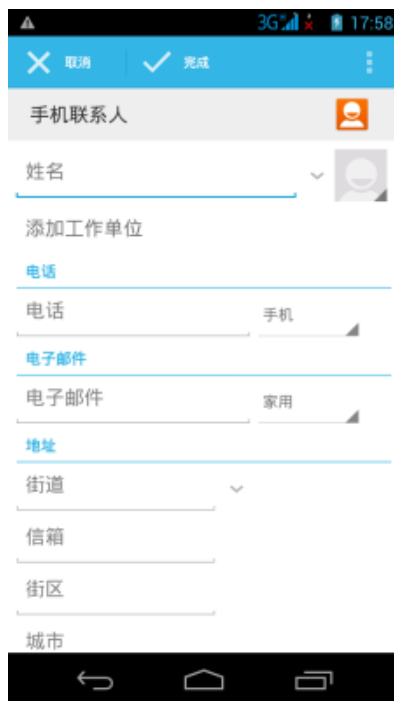 3G 17:58
取消 完成
手机联系人
姓名
添加工作单位
电话
电话 手机
电子邮件
电子邮件 家用
地址
街道
信箱
街区
城市